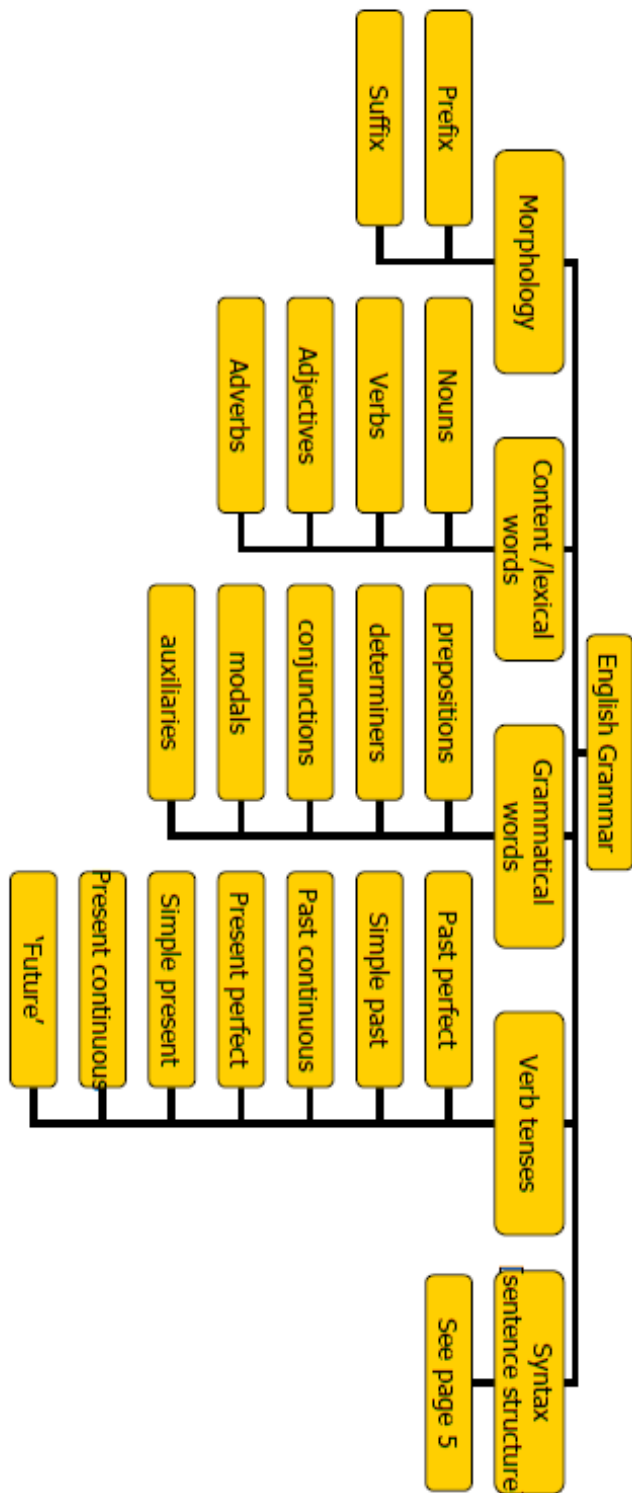 English Grammar
Morphology
Prefix
Suffix
Content /lexical
words
Nouns
Verbs
Adjectives
Adverbs
Grammatical
words
prepositions
determiners
conjunctions
modals
auxiliaries
Verb tenses
Past perfect
Simple past
Past continuous
Present perfect
Simple present
Present continuous
‘Future’
Syntax
[sentence structure
See page 5